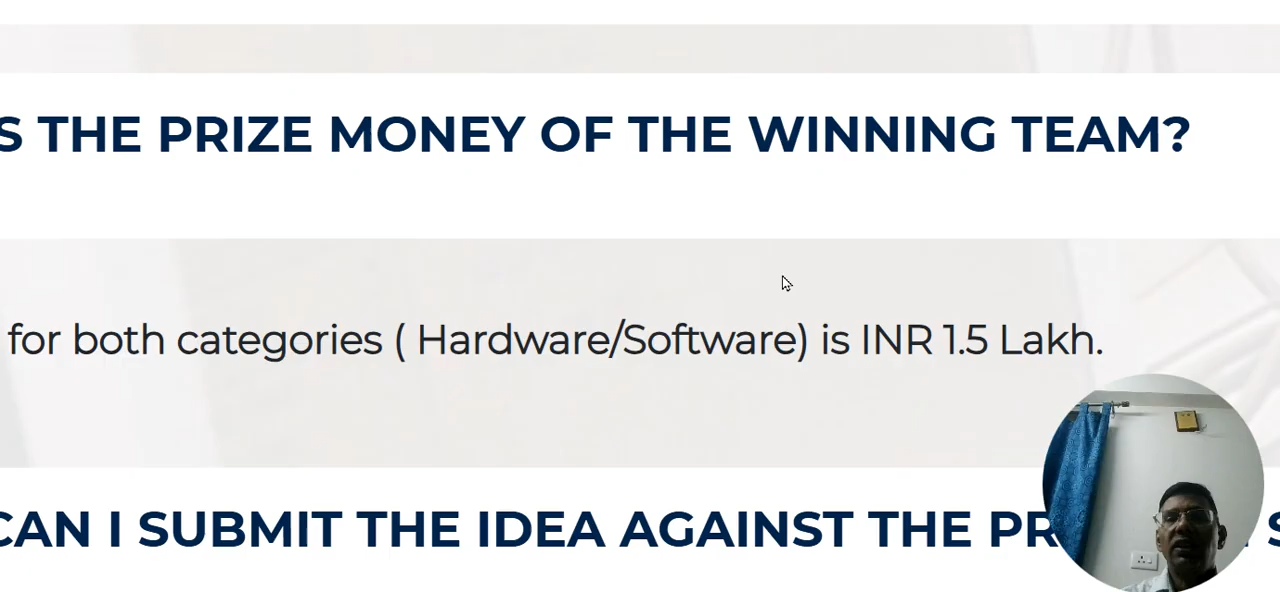 S THE PRIZE MONEY OF THE WINNING TEAM?
for both categories ( Hardware/Software) is INR 1.5 Lakh.
CAN I SUBMIT THE IDEA AGAINST THE